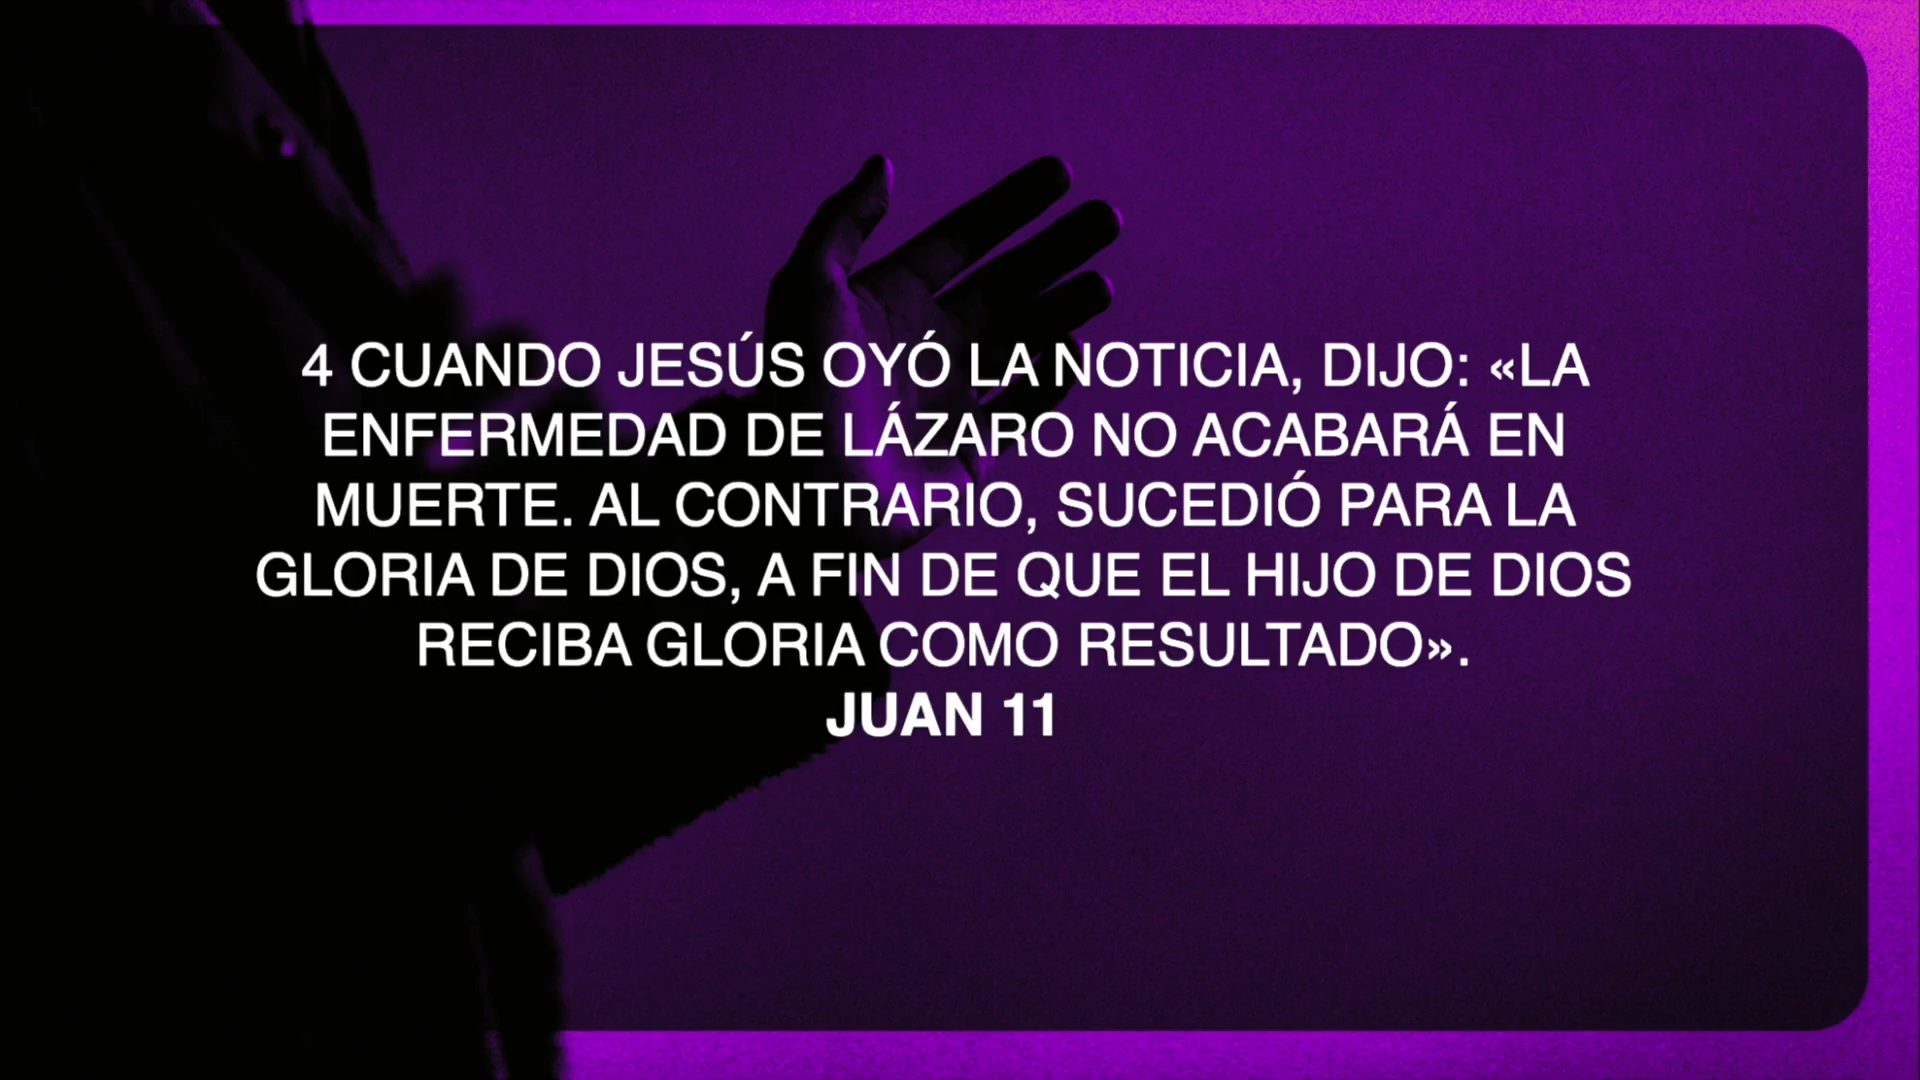 4 CUANDO JESÚS OYÓ LA NOTICIA, DIJO: «LA
ENFERMEDAD DE LÁZARO NO ACABARÁ EN
MUERTE. AL CONTRARIO, SUCEDIÓ PARA LA
GLORIA DE DIOS, A FIN DE QUE EL HIJO DE DIOS
RECIBA GLORIA COMO RESULTADO».
JUAN 11